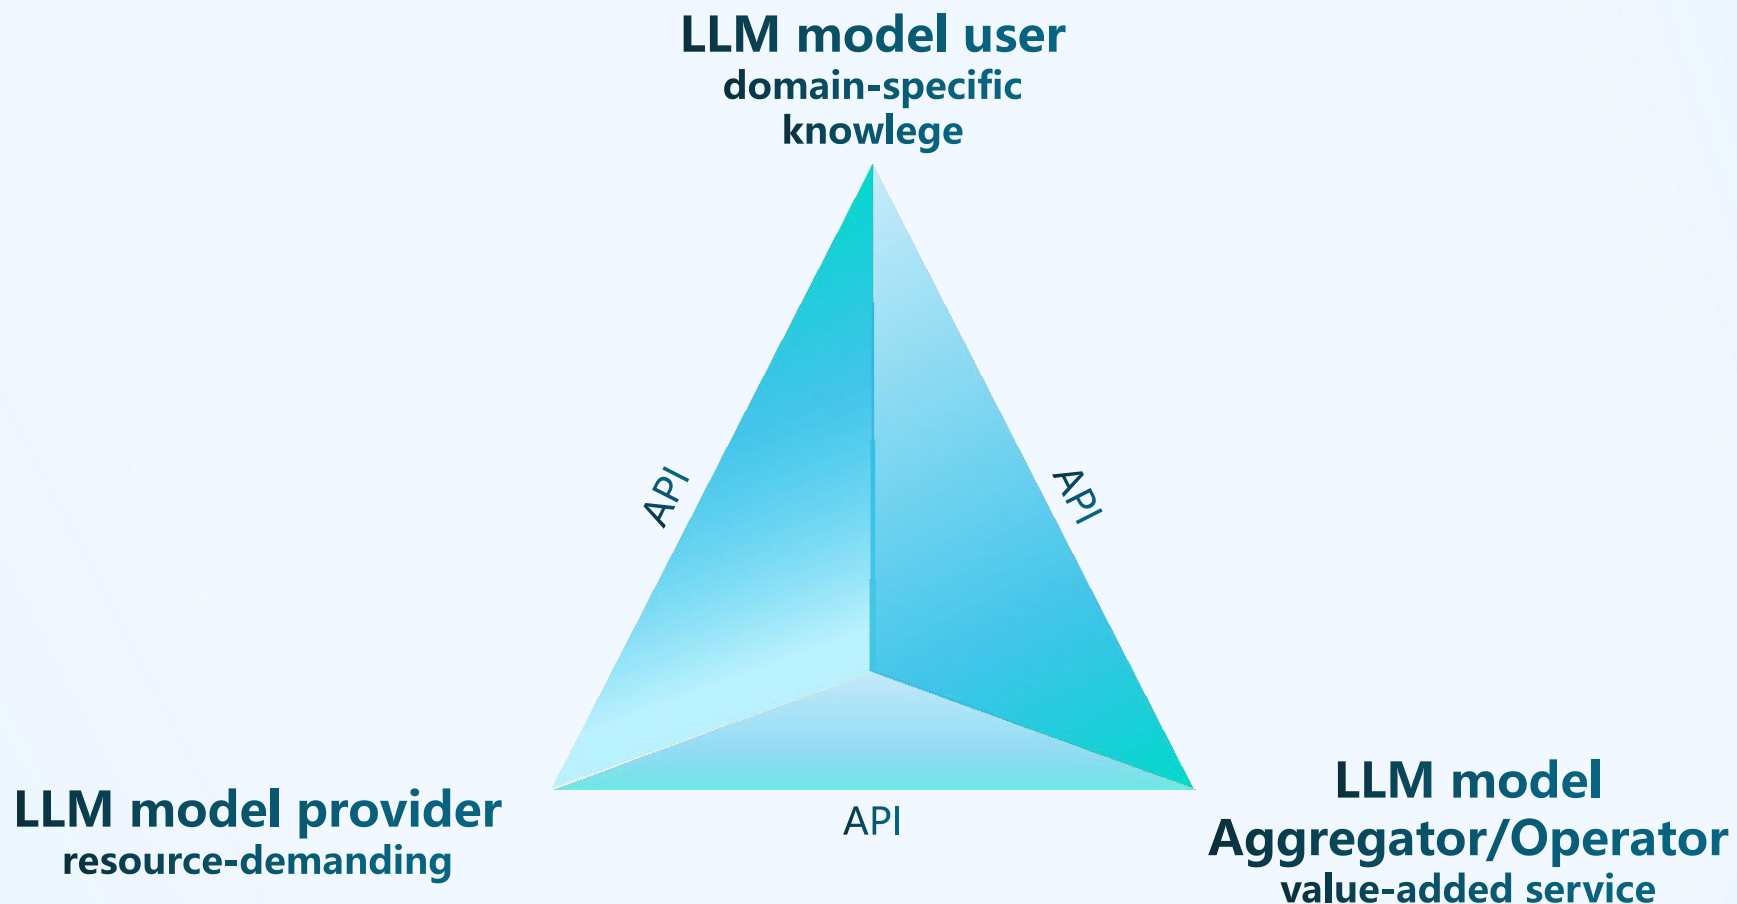 LLM model user
domain-specific
knowlege
API
API
LLM model provider
resource-demanding
API
LLM model
Aggregator/Operator
value-added service